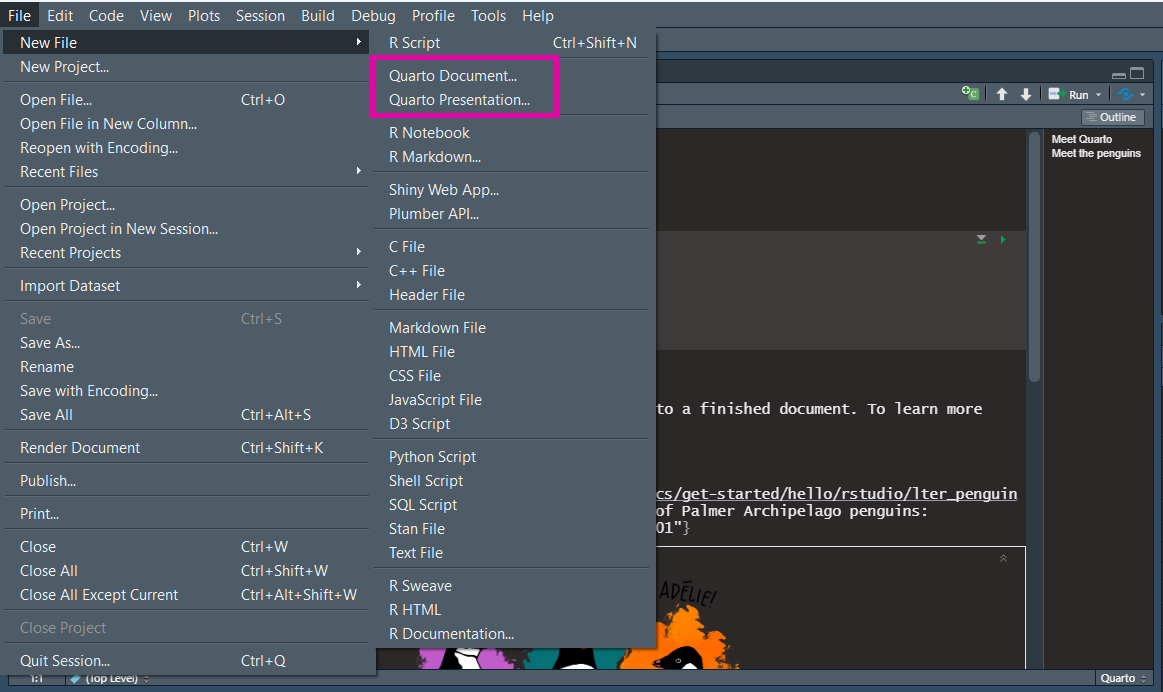 File Edit Code View Plots Session Build Debug Profile Tools Help
New File
New Project...
Open File... Ctrl+O
Open File in New Column...
Reopen with Encoding...
Recent Files
Open Project...
Open Project in New Session...
Recent Projects
Import Dataset
Save Ctrl+S
Save As...
Rename
Save with Encoding...
Save All Ctrl+Alt+S
Render Document Ctrl+Shift+K
Publish...
Print...
Close Ctrl+W
Close All Ctrl+Shift+W
Close All Except Current Ctrl+Alt+Shift+W
Close Project
Quit Session... Ctrl+Q
R Script Ctrl+Shift+N
Quarto Document...
Quarto Presentation...
R Notebook
R Markdown...
Shiny Web App...
Plumber API...
C File
C++ File
Header File
Markdown File
HTML File
CSS File
JavaScript File
D3 Script
Python Script
Shell Script
SQL Script
Stan File
Text File
R Sweave
R HTML
R Documentation...
Run
Outline
Meet Quarto
Meet the penguins
to a finished document. To learn more
cs/get-started/hello/rstudio/lter_penguin
of Palmer Archipelago penguins:
01"}
ADÉLIE!
1:1 (Top Level) Quarto